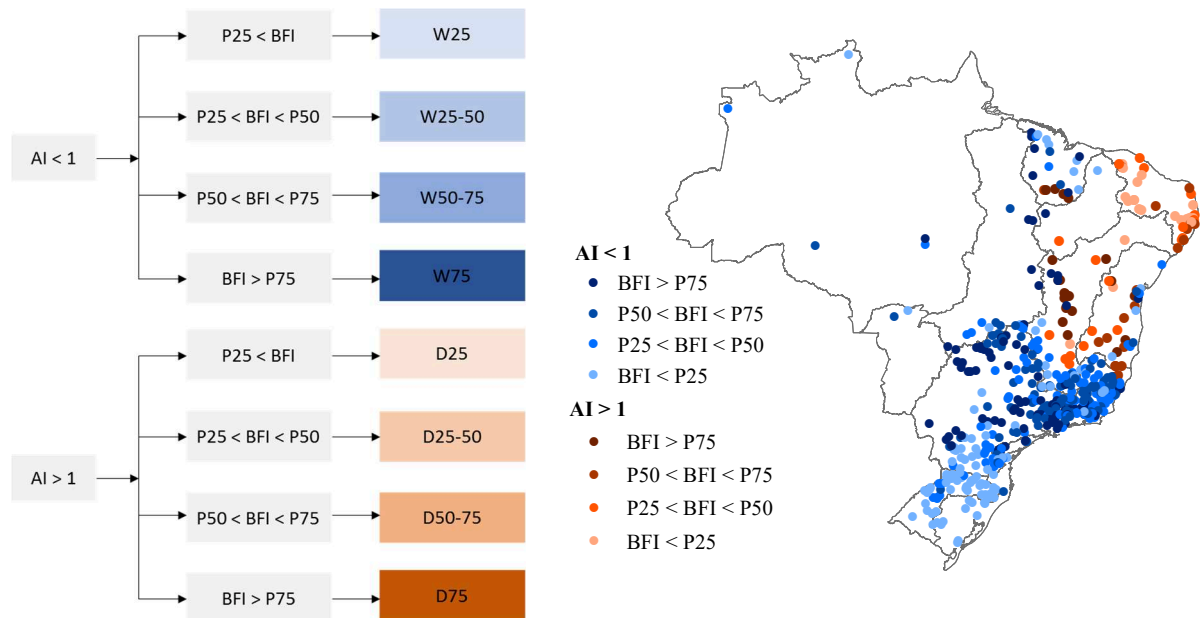 AI < 1
P25 < BFI
W25
P25 < BFI < P50
W25-50
P50 < BFI < P75
W50-75
BFI > P75
W75
AI > 1
P25 < BFI
D25
P25 < BFI < P50
D25-50
P50 < BFI < P75
D50-75
BFI > P75
D75
AI < 1
BFI > P75
P50 < BFI < P75
P25 < BFI < P50
BFI < P25
AI > 1
BFI > P75
P50 < BFI < P75
P25 < BFI < P50
BFI < P25